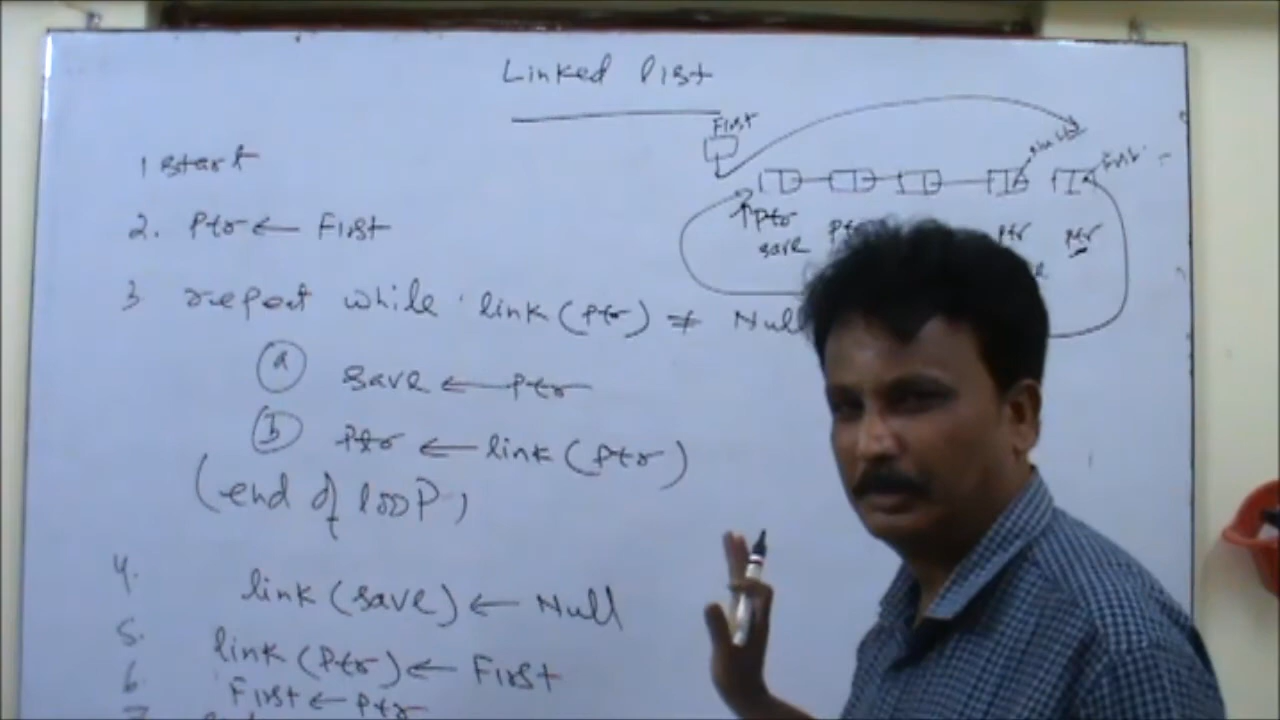 Linked list
First
1 start
2. Ptr ← First
3 repeat while link(ptr) ≠ Null
(a) save ← ptr
(b) Ptr ← link(ptr)
(end of loop)
4. link(save) ← Null
5. link(Ptr) ← First
6. First ← ptr
7.
Ptr
save
Ptr
Ptr
ptr